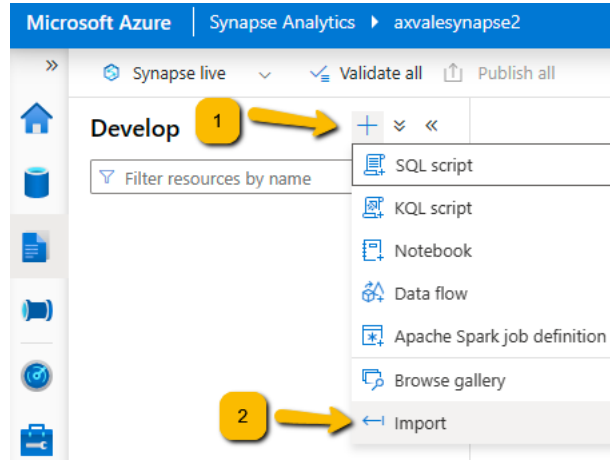 Microsoft Azure Synapse Analytics axvalesynapse2
Synapse live Validate all Publish all
Develop 1
Filter resources by name
SQL script
KQL script
Notebook
Data flow
Apache Spark job definition
Browse gallery
2 Import